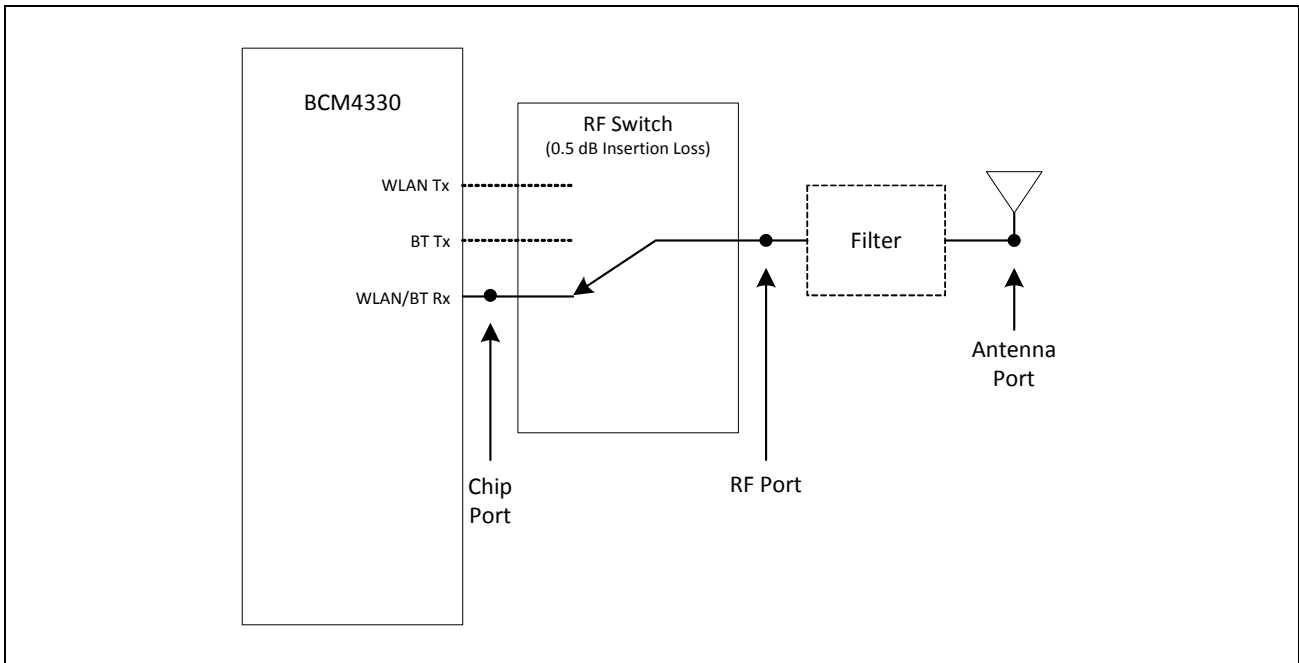 BCM4330
RF Switch
(0.5 dB Insertion Loss)
WLAN Tx
BT Tx
WLAN/BT Rx
Filter
Antenna
Port
Chip
Port
RF Port